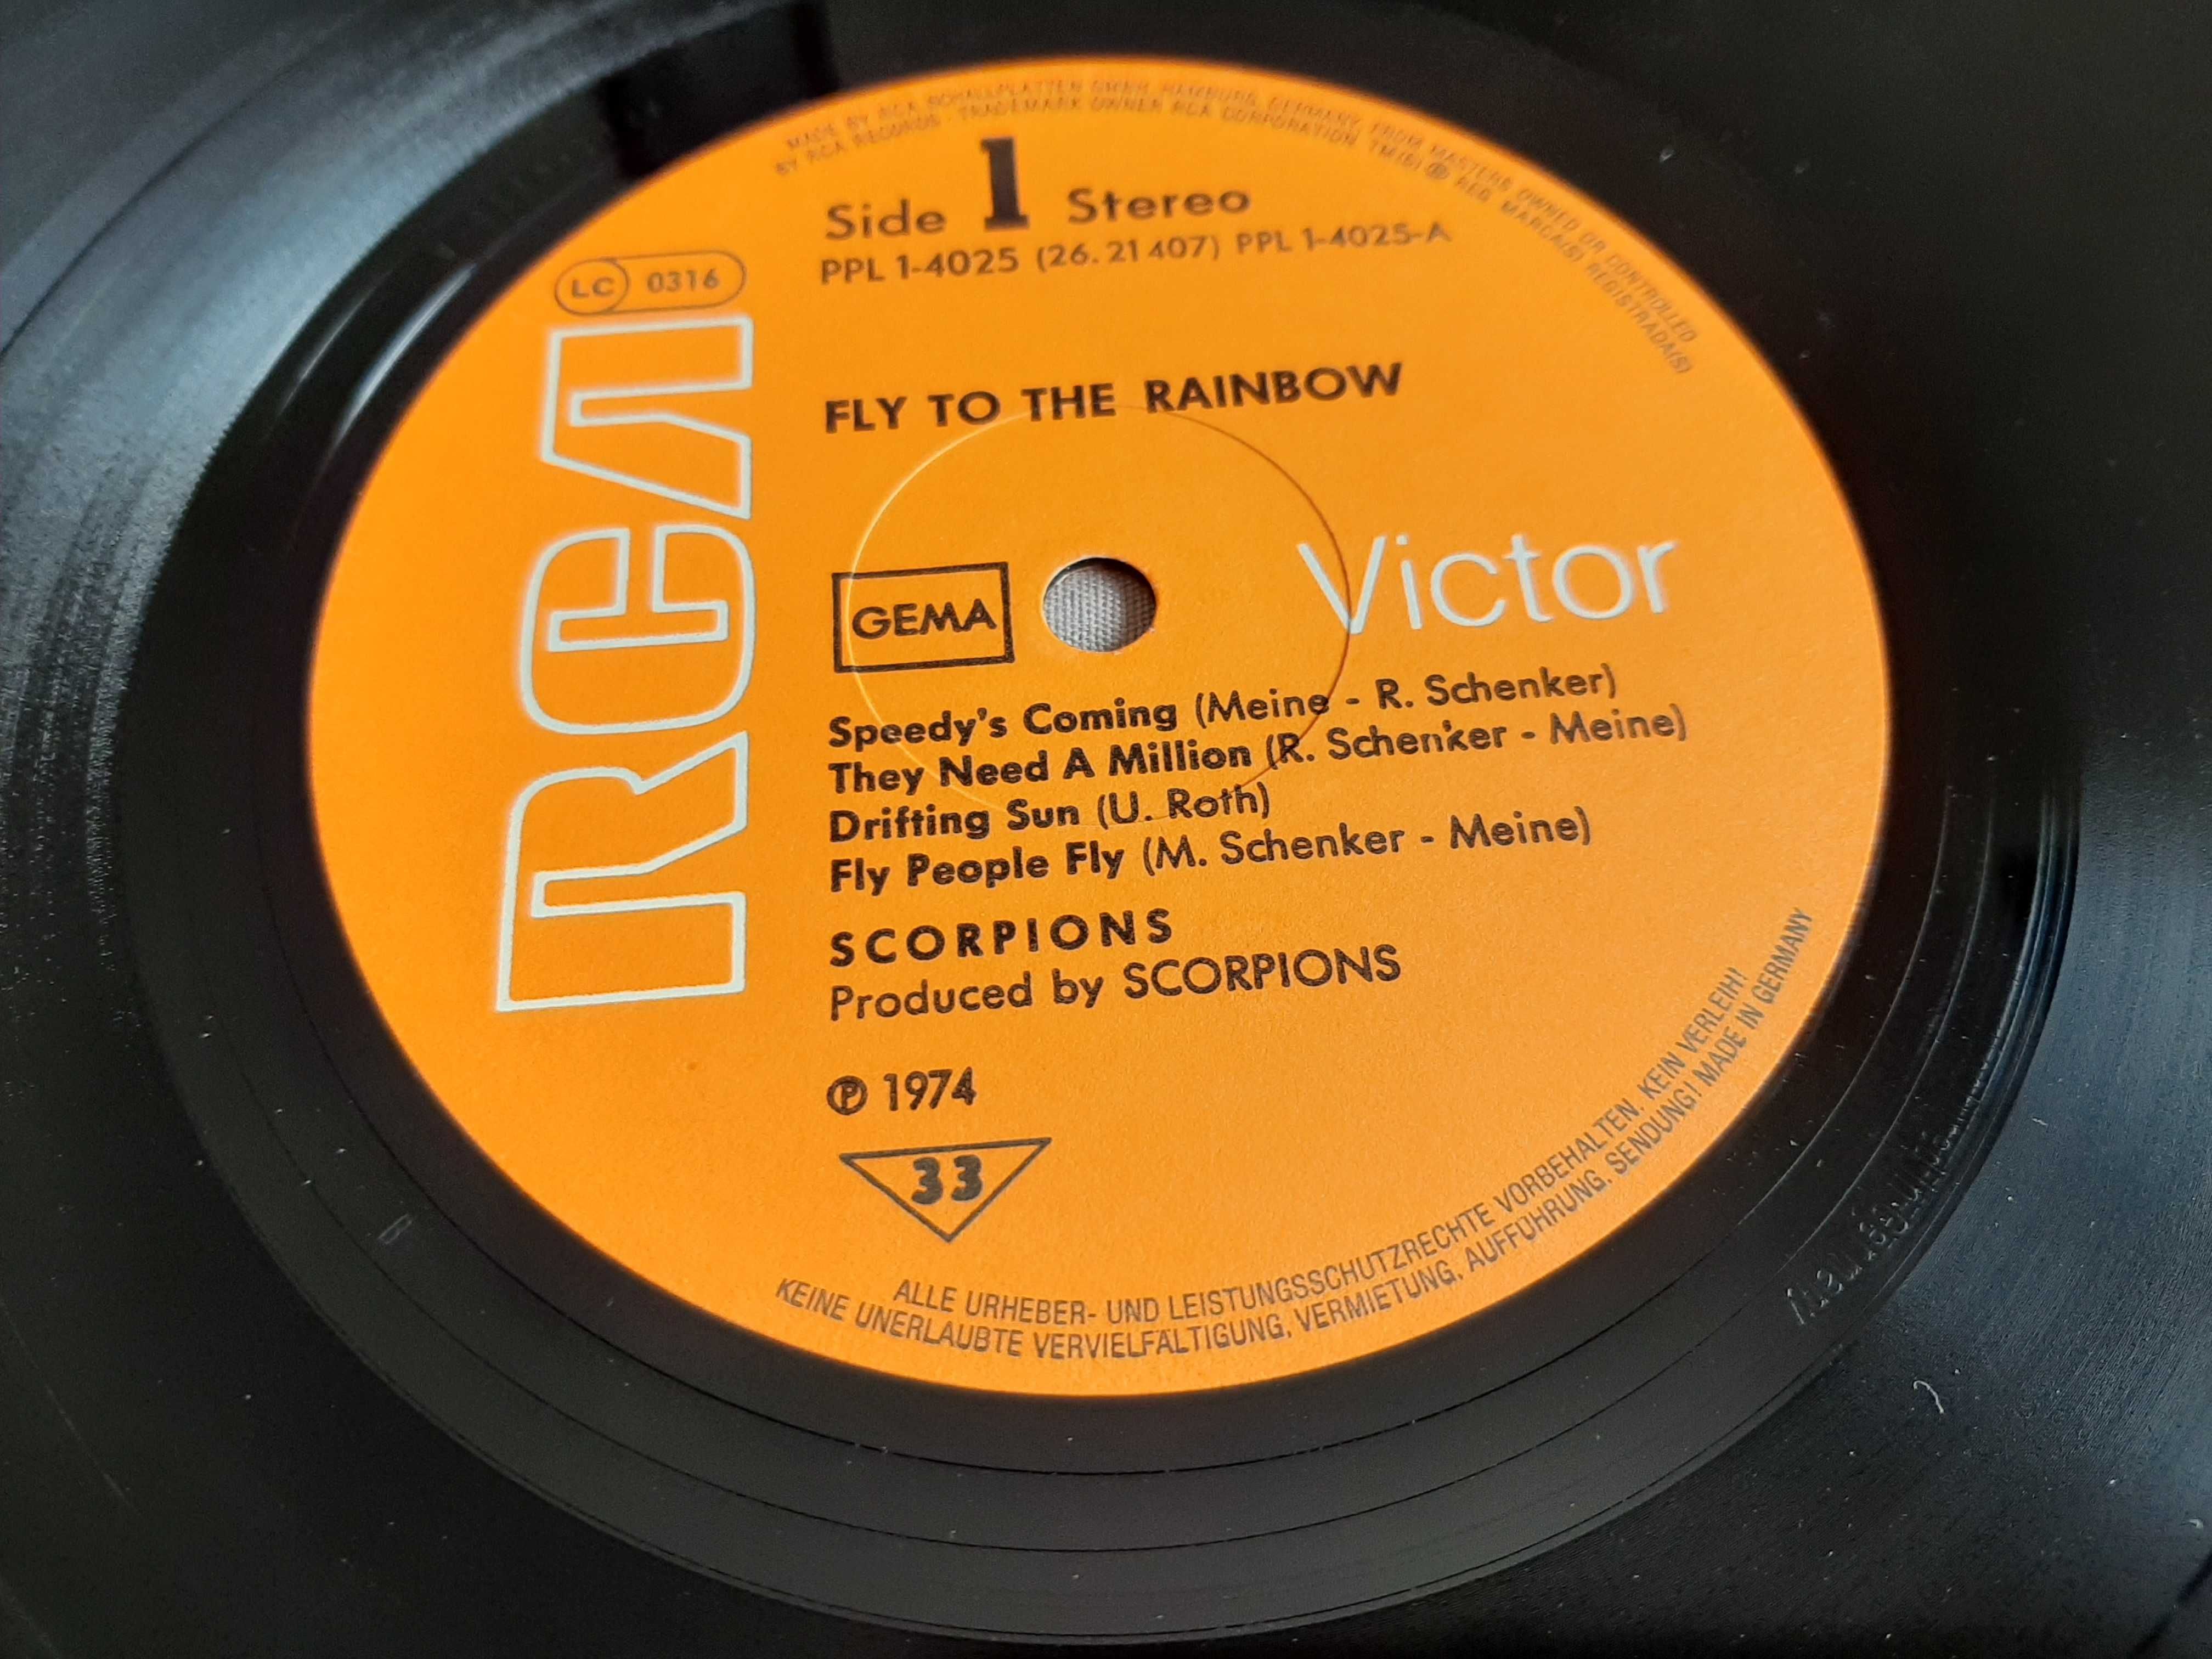 MADE BY RCA SCHALLPLATTEN GMBH, HAMBURG, GERMANY, FROM MASTERS OWNED OR CONTROLLED
BY RCA RECORDS · TRADEMARK OWNER RCA CORPORATION TM(S) ® REG. MARCA(S) REGISTRADA(S)
Side 1 Stereo
PPL 1-4025 (26.21407) PPL 1-4025-A
LC 0316
RCA
FLY TO THE RAINBOW
Victor
GEMA
Speedy's Coming (Meine - R. Schenker)
They Need A Million (R. Schenker - Meine)
Drifting Sun (U. Roth)
Fly People Fly (M. Schenker - Meine)
SCORPIONS
Produced by SCORPIONS
℗ 1974
33
ALLE URHEBER- UND LEISTUNGSSCHUTZRECHTE VORBEHALTEN. KEIN VERLEIH!
KEINE UNERLAUBTE VERVIELFÄLTIGUNG, VERMIETUNG, AUFFÜHRUNG, SENDUNG! MADE IN GERMANY